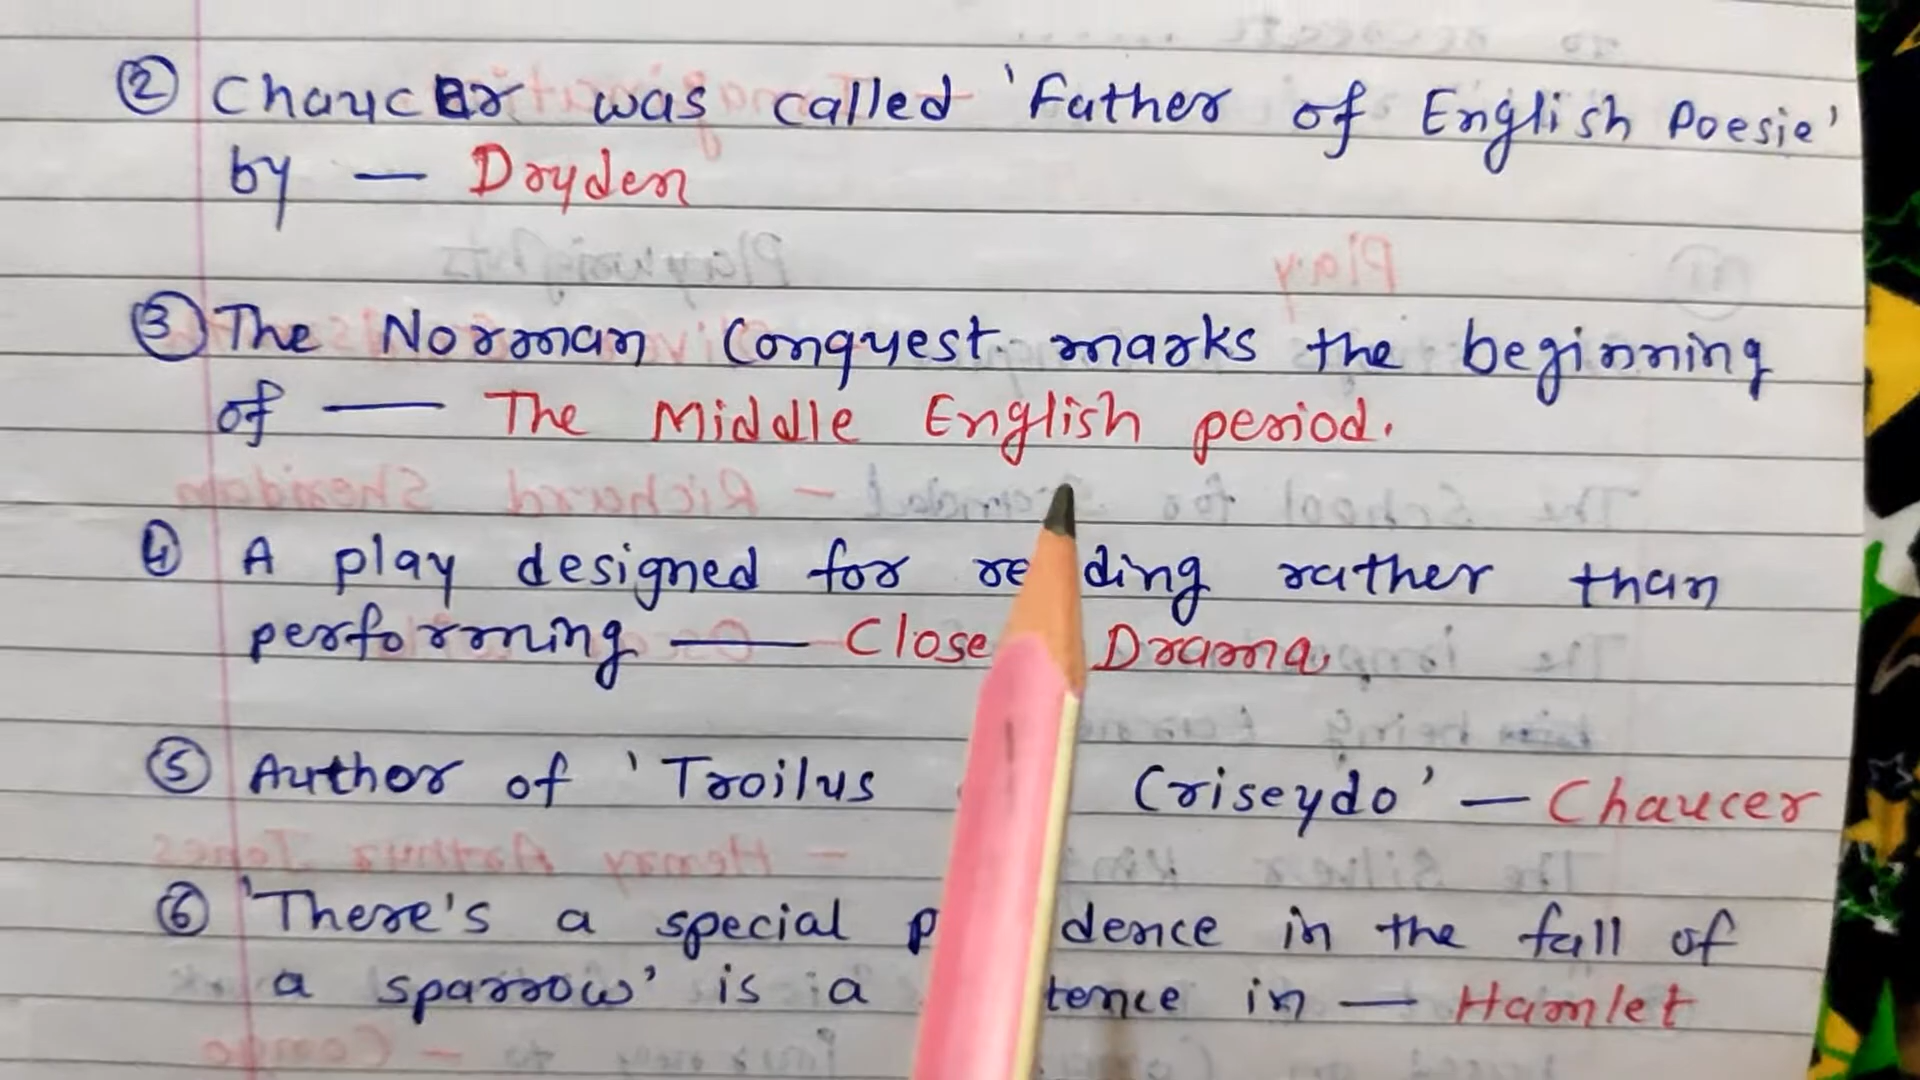 ② Chaucer was called 'Father of English Poesie'
by — Dryden
③ The Norman Conquest marks the beginning
of — The Middle English period.
④ A play designed for re ding rather than
performing — Close Drama.
⑤ Author of 'Troilus Criseydo' — Chaucer
⑥ 'There's a special p dence in the fall of
a sparrow' is a tence in — Hamlet